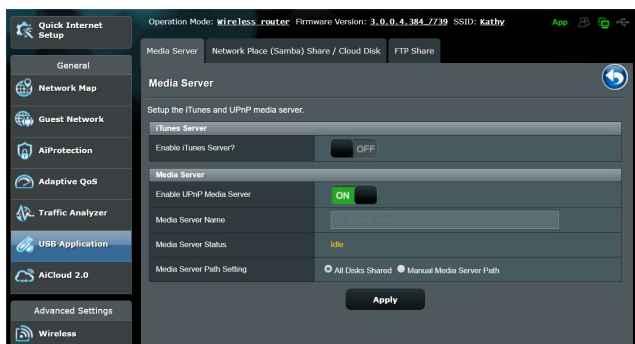 Quick Internet Setup
Operation Mode: Wireless router Firmware Version: 3.0.0.4.384_7739 SSID: Kathy
App
Media Server
Network Place (Samba) Share / Cloud Disk
FTP Share
General
Network Map
Guest Network
AiProtection
Adaptive QoS
Traffic Analyzer
USB Application
AiCloud 2.0
Advanced Settings
Wireless
Media Server
Setup the iTunes and UPnP media server.
iTunes Server
Enable iTunes Server?
OFF
Media Server
Enable UPnP Media Server
ON
Media Server Name
Media Server Status
Idle
Media Server Path Setting
All Disks Shared
Manual Media Server Path
Apply